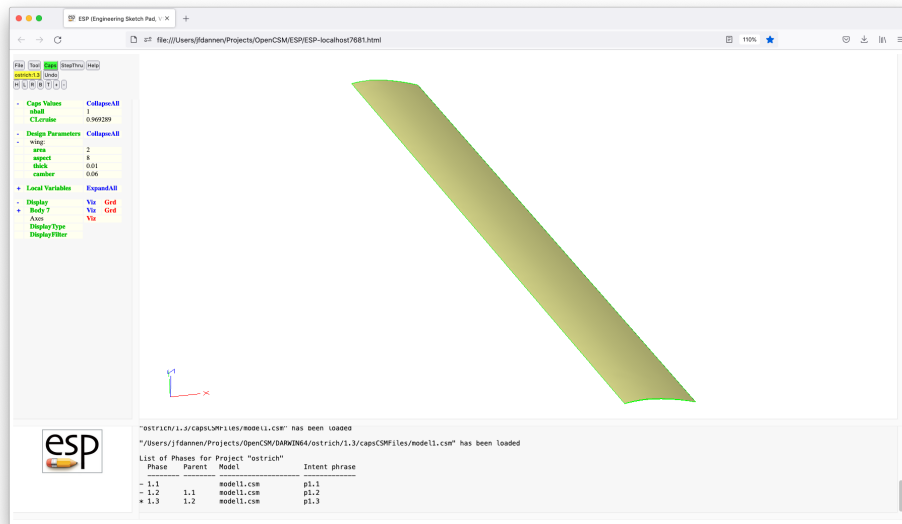 ESP (Engineering Sketch Pad, V
file:///Users/jfdannen/Projects/OpenCSM/ESP/ESP-localhost7681.html
110%
File Tool Caps StepThru Help
ostrich:1.3 Undo
H L R B T + -
- Caps Values CollapseAll
nball 1
CLcruise 0.969289
- Design Parameters CollapseAll
- wing:
area 2
aspect 8
thick 0.01
camber 0.06
+ Local Variables ExpandAll
- Display Viz Grd
+ Body 7 Viz Grd
Axes Viz
DisplayType
DisplayFilter
Y
X
esp
"ostrich/1.3/capsCSMFiles/model1.csm" has been loaded
"/Users/jfdannen/Projects/OpenCSM/DARWIN64/ostrich/1.3/capsCSMFiles/model1.csm" has been loaded
List of Phases for Project "ostrich"
Phase Parent Model Intent phrase
-------- -------- -------------------- -------------
- 1.1 model1.csm p1.1
- 1.2 1.1 model1.csm p1.2
* 1.3 1.2 model1.csm p1.3